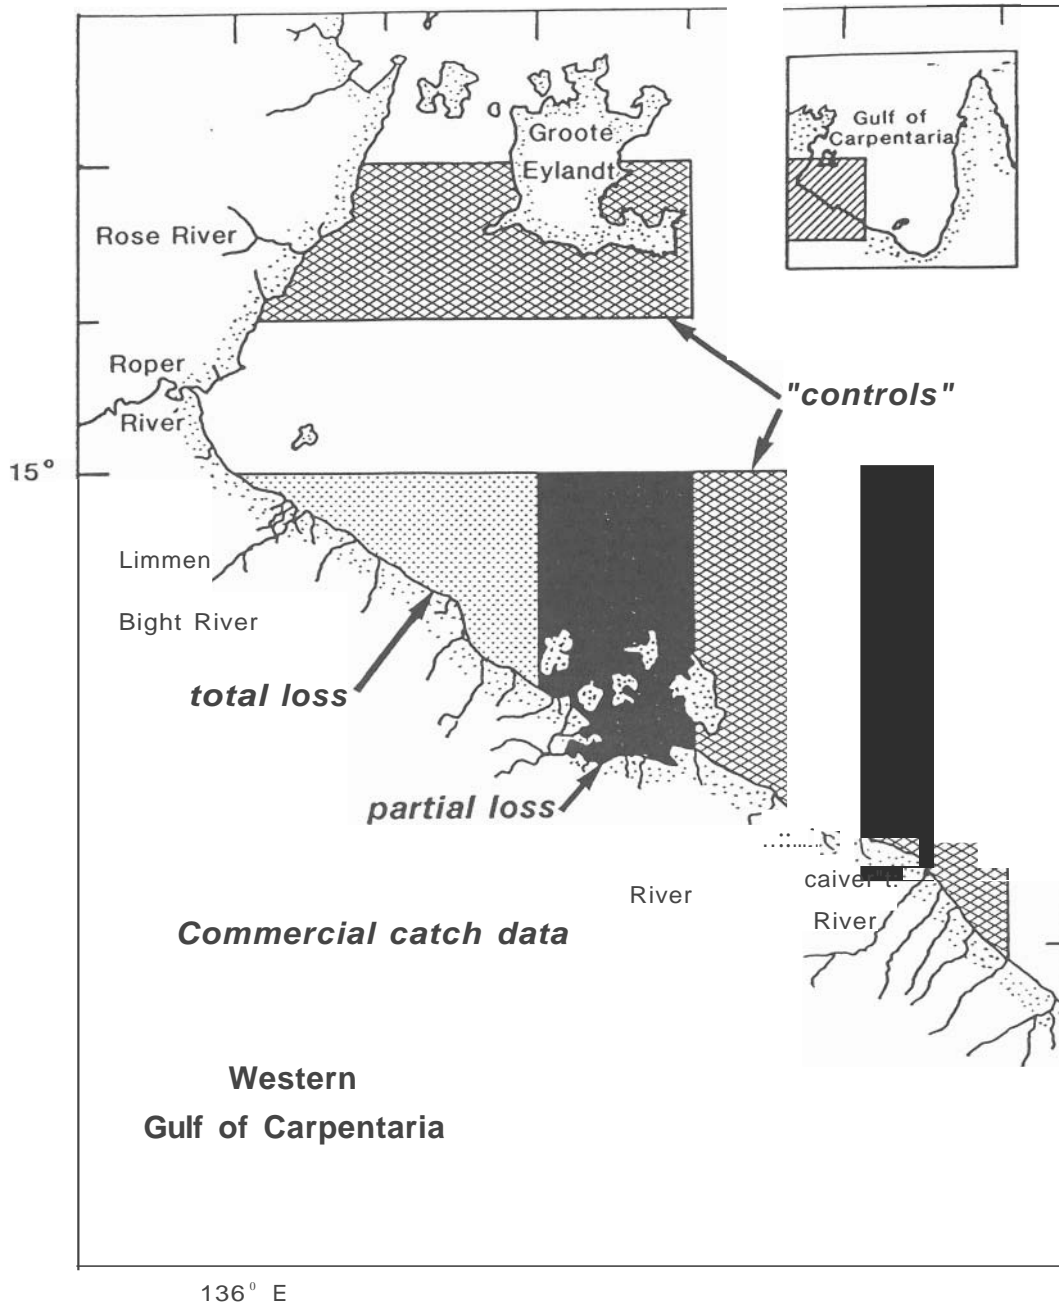 Groote
Eylandt
Gulf of
Carpentaria
Rose River
Roper
River
"controls"
15°
Limmen
Bight River
total loss
partial loss
River
caiver t.
River
Commercial catch data
Western
Gulf of Carpentaria
136° E